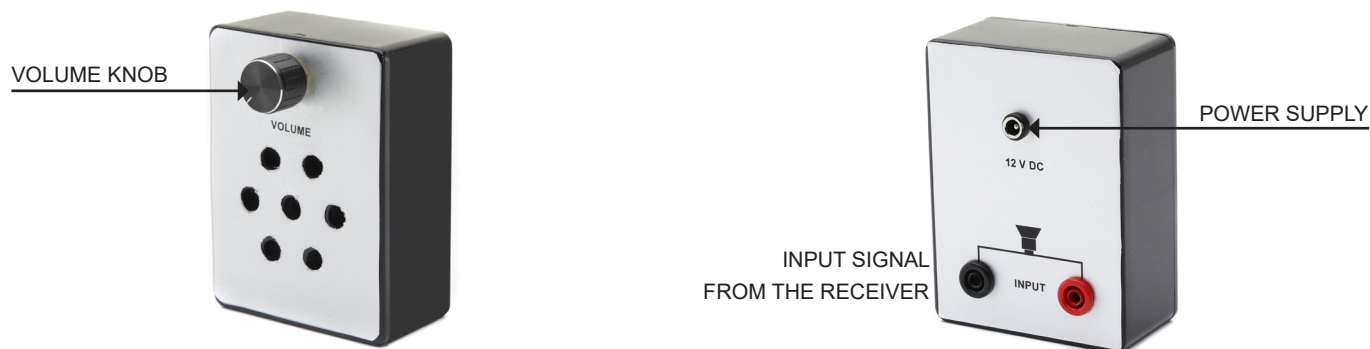 VOLUME KNOB
VOLUME
POWER SUPPLY
12 V DC
INPUT SIGNAL
FROM THE RECEIVER
INPUT